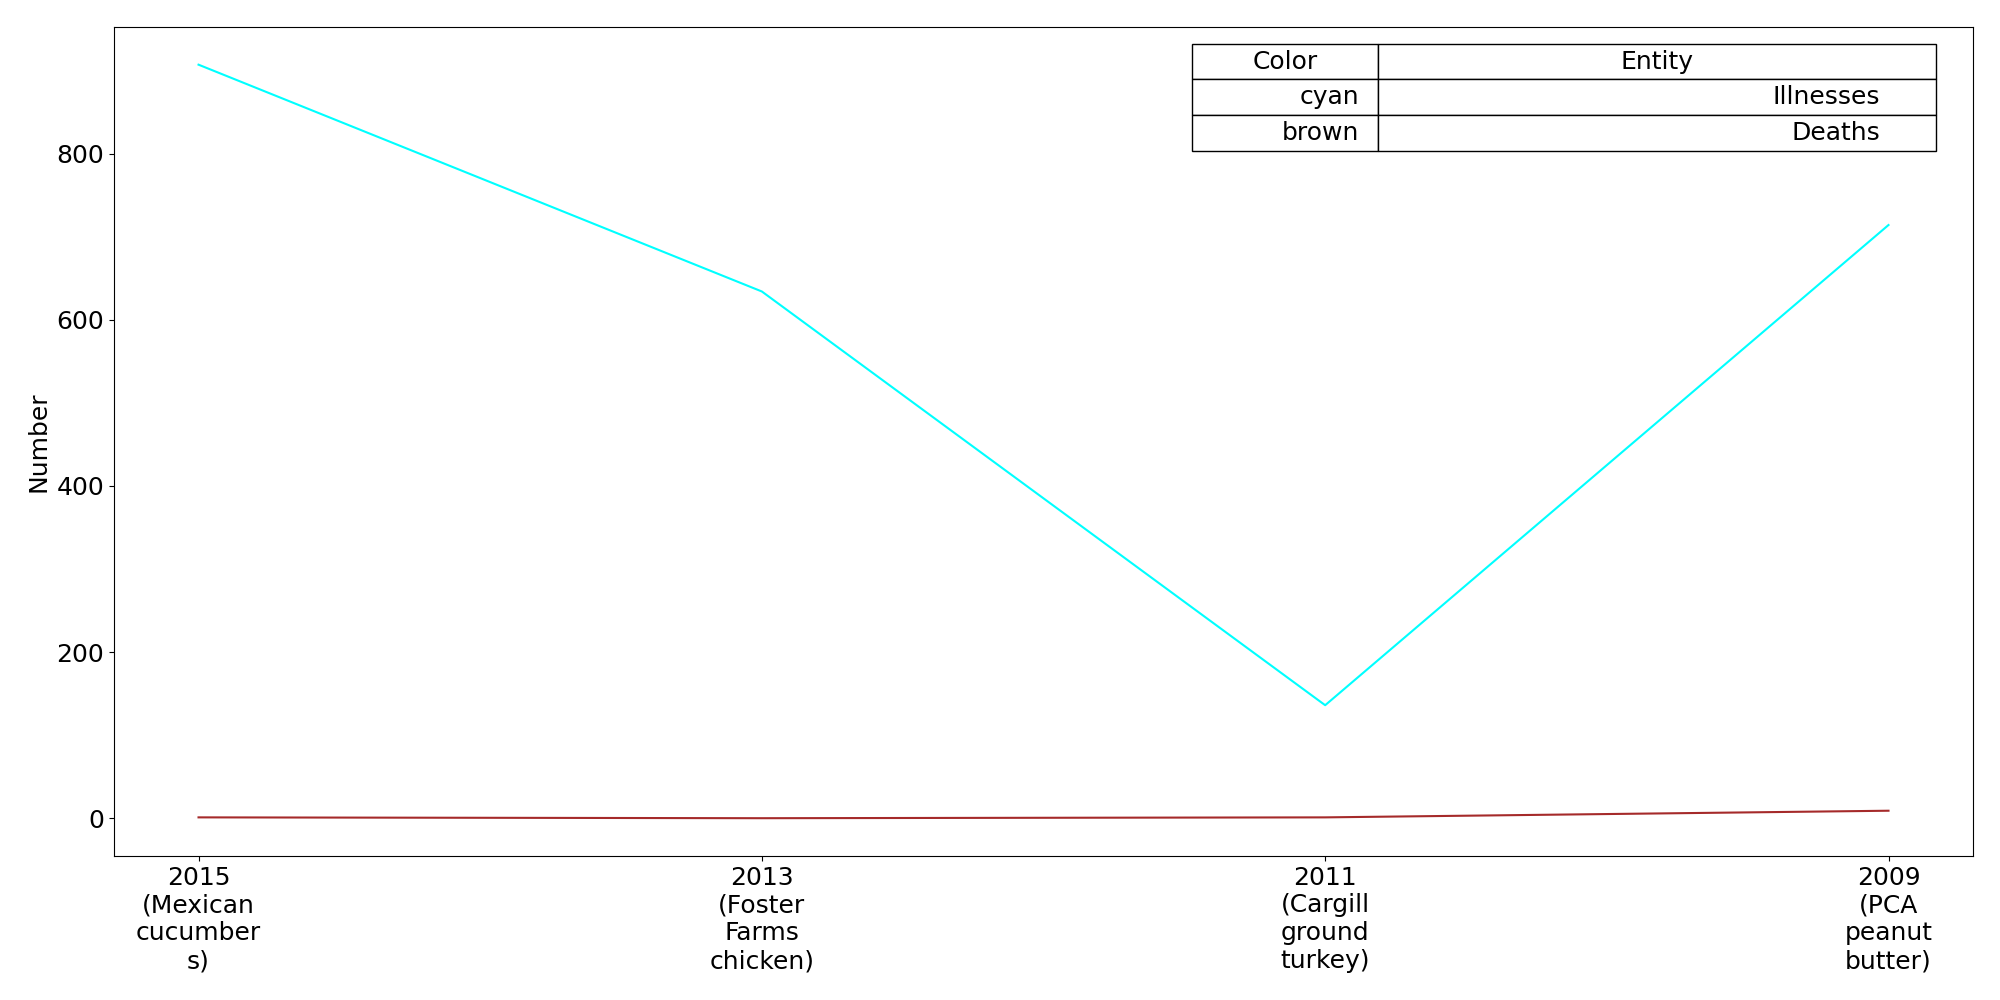 Color Entity
cyan Illnesses
brown Deaths
Number
800
600
400
200
0
2015
(Mexican
cucumber
s)
2013
(Foster
Farms
chicken)
2011
(Cargill
ground
turkey)
2009
(PCA
peanut
butter)